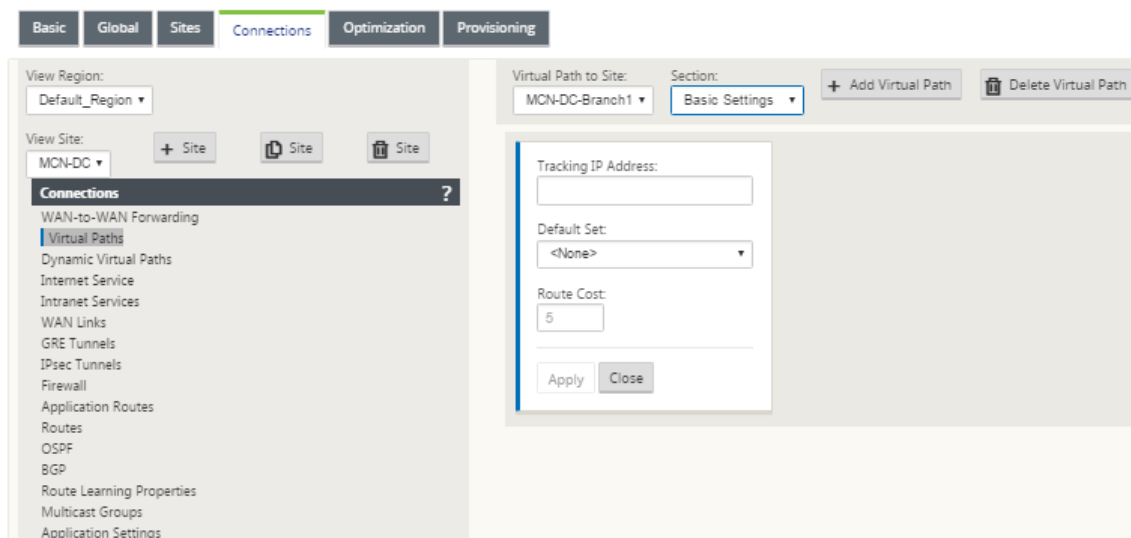 Basic Global Sites Connections Optimization Provisioning
View Region:
Default_Region
View Site:
MCN-DC
+ Site
Site
Site
Connections ?
WAN-to-WAN Forwarding
Virtual Paths
Dynamic Virtual Paths
Internet Service
Intranet Services
WAN Links
GRE Tunnels
IPsec Tunnels
Firewall
Application Routes
Routes
OSPF
BGP
Route Learning Properties
Multicast Groups
Application Settings
Virtual Path to Site: Section:
MCN-DC-Branch1 Basic Settings + Add Virtual Path Delete Virtual Path
Tracking IP Address:
Default Set:
<None>
Route Cost:
5
Apply Close